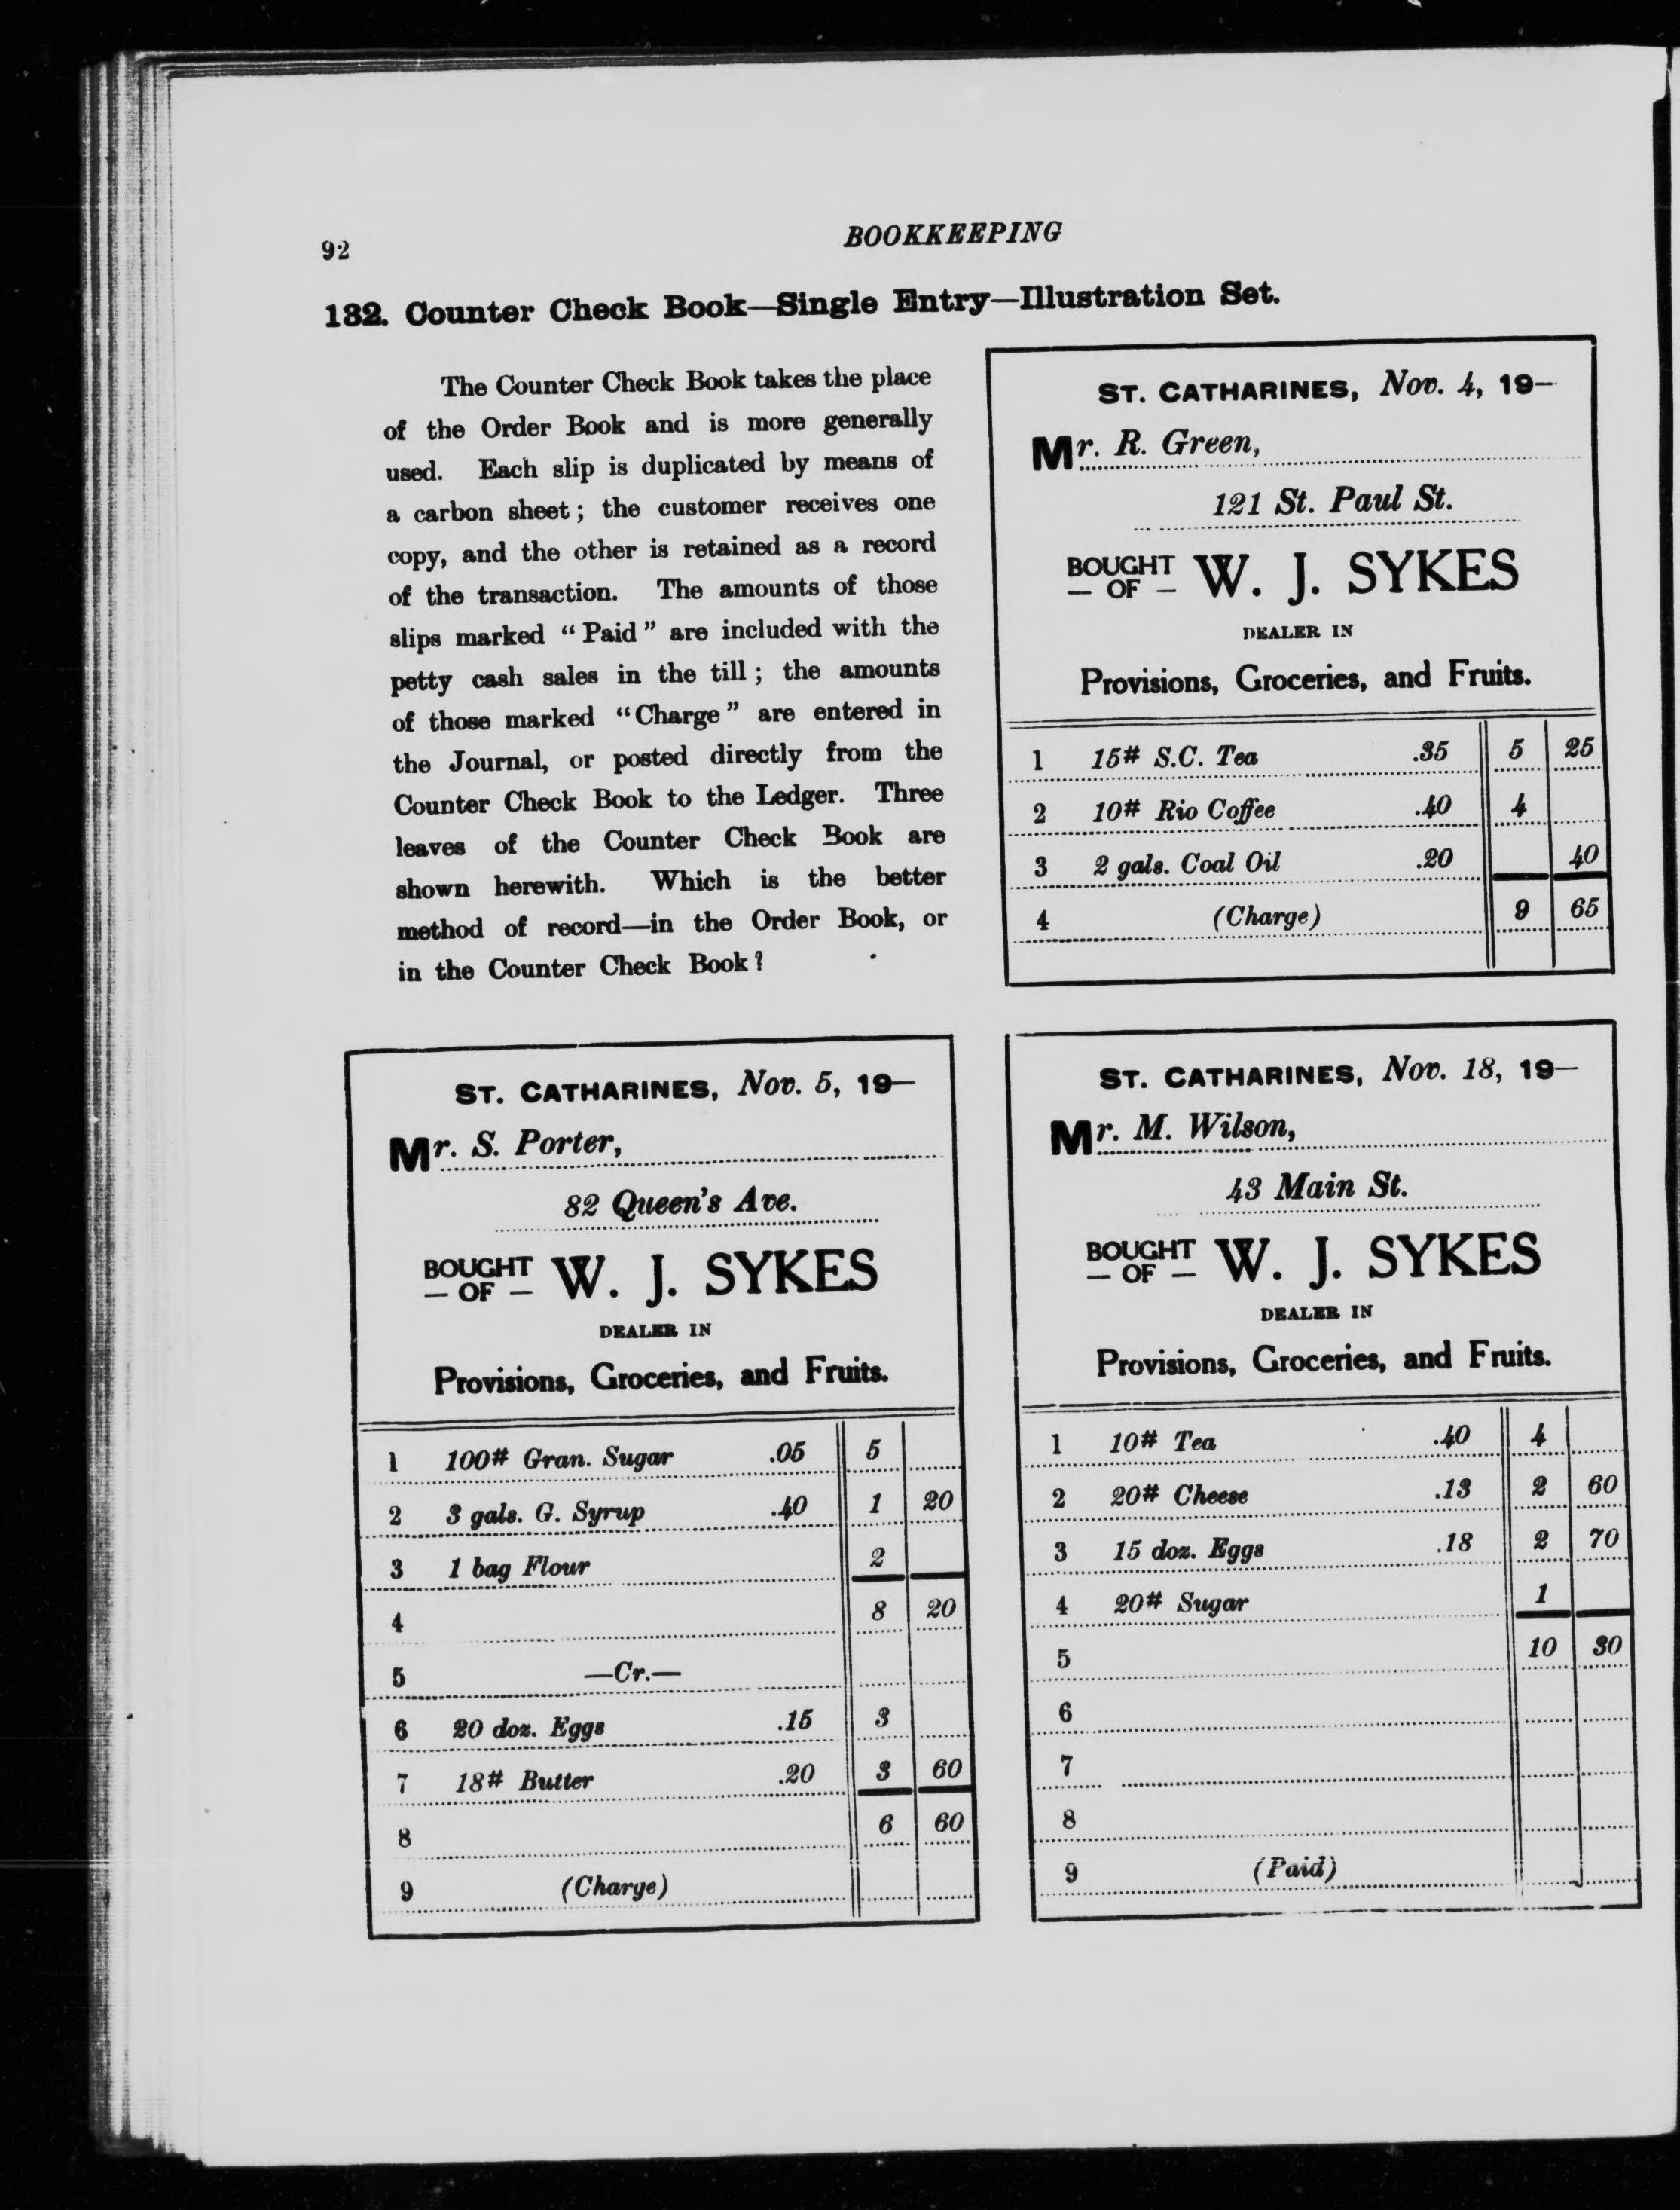 92
BOOKKEEPING
132. Counter Check Book—Single Entry—Illustration Set.
The Counter Check Book takes the place
of the Order Book and is more generally
used. Each slip is duplicated by means of
a carbon sheet; the customer receives one
copy, and the other is retained as a record
of the transaction. The amounts of those
slips marked "Paid" are included with the
petty cash sales in the till; the amounts
of those marked "Charge" are entered in
the Journal, or posted directly from the
Counter Check Book to the Ledger. Three
leaves of the Counter Check Book are
shown herewith. Which is the better
method of record—in the Order Book, or
in the Counter Check Book?
ST. CATHARINES, Nov. 4, 19—
Mr. R. Green,
121 St. Paul St.
BOUGHT
— OF — W. J. SYKES
DEALER IN
Provisions, Groceries, and Fruits.
1 15# S.C. Tea .35 5 25
2 10# Rio Coffee .40 4
3 2 gals. Coal Oil .20 40
4 (Charge) 9 65
ST. CATHARINES, Nov. 5, 19—
Mr. S. Porter,
82 Queen's Ave.
BOUGHT
— OF — W. J. SYKES
DEALER IN
Provisions, Groceries, and Fruits.
1 100# Gran. Sugar .05 5
2 3 gals. G. Syrup .40 1 20
3 1 bag Flour 2
4 8 20
5 —Cr.—
6 20 doz. Eggs .15 3
7 18# Butter .20 3 60
8 6 60
9 (Charge)
ST. CATHARINES, Nov. 18, 19—
Mr. M. Wilson,
43 Main St.
BOUGHT
— OF — W. J. SYKES
DEALER IN
Provisions, Groceries, and Fruits.
1 10# Tea .40 4
2 20# Cheese .13 2 60
3 15 doz. Eggs .18 2 70
4 20# Sugar 1
5 10 30
6
7
8
9 (Paid)